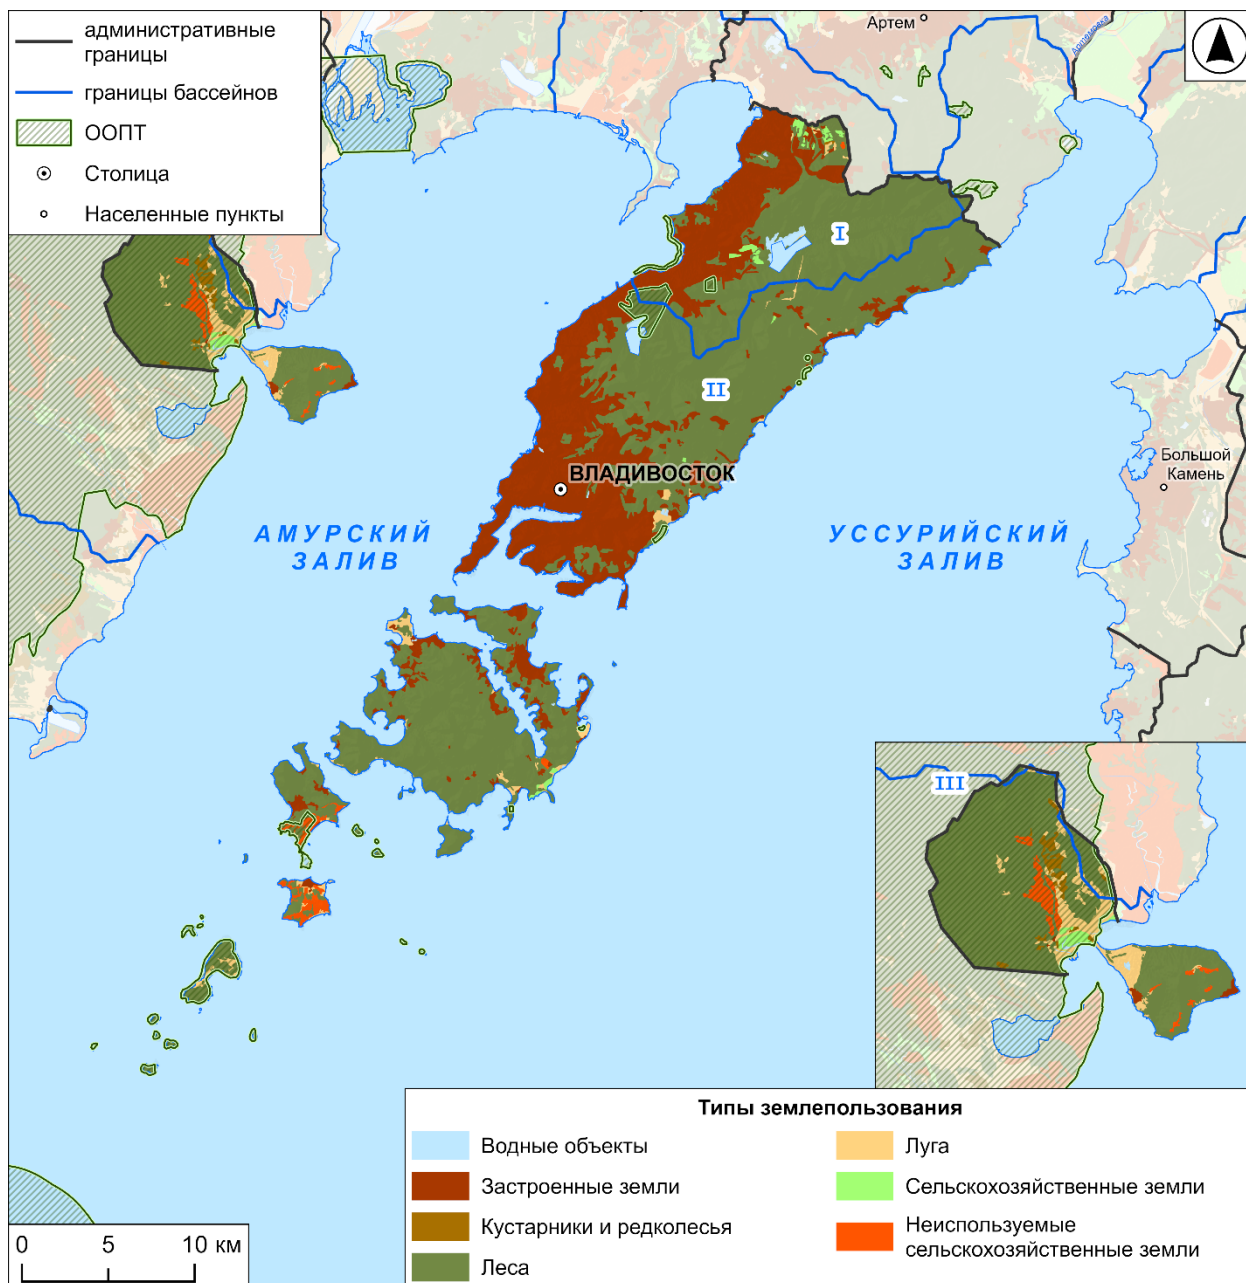 административные
границы
границы бассейнов
ООПТ
Столица
Населенные пункты
Артем
Артемовка
I
II
ВЛАДИВОСТОК
Большой
Камень
АМУРСКИЙ
ЗАЛИВ
УССУРИЙСКИЙ
ЗАЛИВ
III
Типы землепользования
Водные объекты
Застроенные земли
Кустарники и редколесья
Леса
Луга
Сельскохозяйственные земли
Неиспользуемые
сельскохозяйственные земли
0 5 10 км